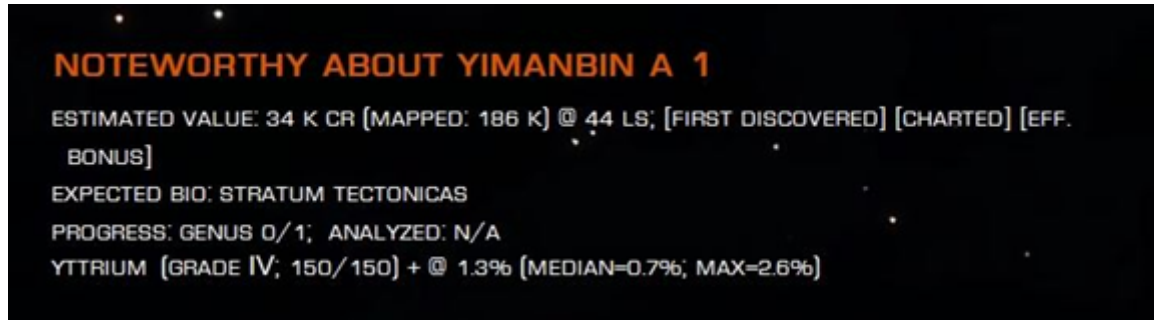 NOTEWORTHY ABOUT YIMANBIN A 1
ESTIMATED VALUE: 34 K CR (MAPPED: 186 K) @ 44 LS; [FIRST DISCOVERED] [CHARTED] [EFF.
BONUS]
EXPECTED BIO: STRATUM TECTONICAS
PROGRESS: GENUS 0/1; ANALYZED: N/A
YTTRIUM (GRADE IV; 150/150) + @ 1.3% (MEDIAN=0.7%; MAX=2.6%)